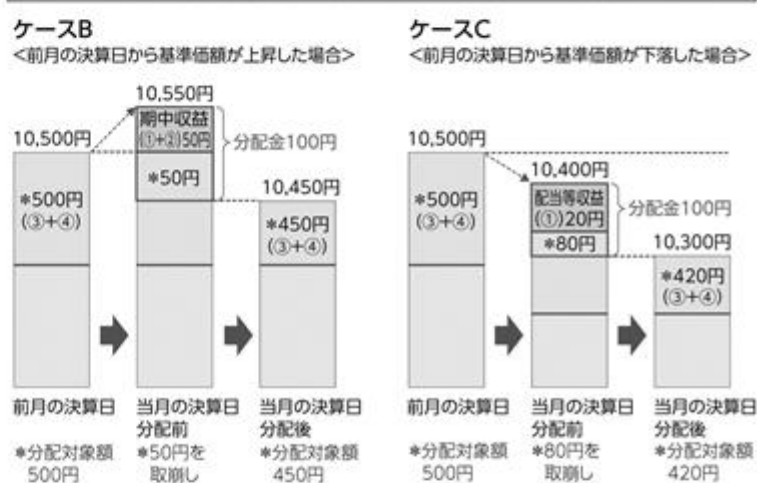 ケースB
<前月の決算日から基準価額が上昇した場合>
10,550円
期中収益
(①+②)50円
分配金100円
10,500円
*50円
*500円
(③+④)
10,450円
*450円
(③+④)
前月の決算日
当月の決算日
分配前
当月の決算日
分配後
*分配対象額
500円
*50円を
取崩し
*分配対象額
450円
ケースC
<前月の決算日から基準価額が下落した場合>
10,500円
10,400円
*500円
(③+④)
配当等収益
(①)20円
分配金100円
*80円
10,300円
*420円
(③+④)
前月の決算日
当月の決算日
分配前
当月の決算日
分配後
*分配対象額
500円
*80円を
取崩し
*分配対象額
420円